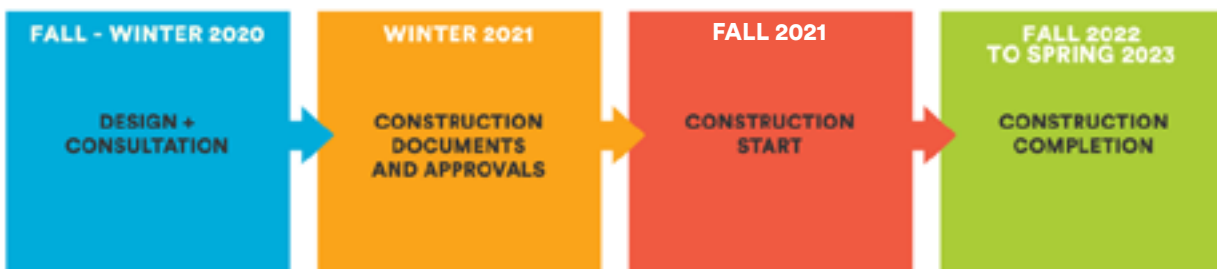 FALL - WINTER 2020
DESIGN +
CONSULTATION
WINTER 2021
CONSTRUCTION
DOCUMENTS
AND APPROVALS
FALL 2021
CONSTRUCTION
START
FALL 2022
TO SPRING 2023
CONSTRUCTION
COMPLETION